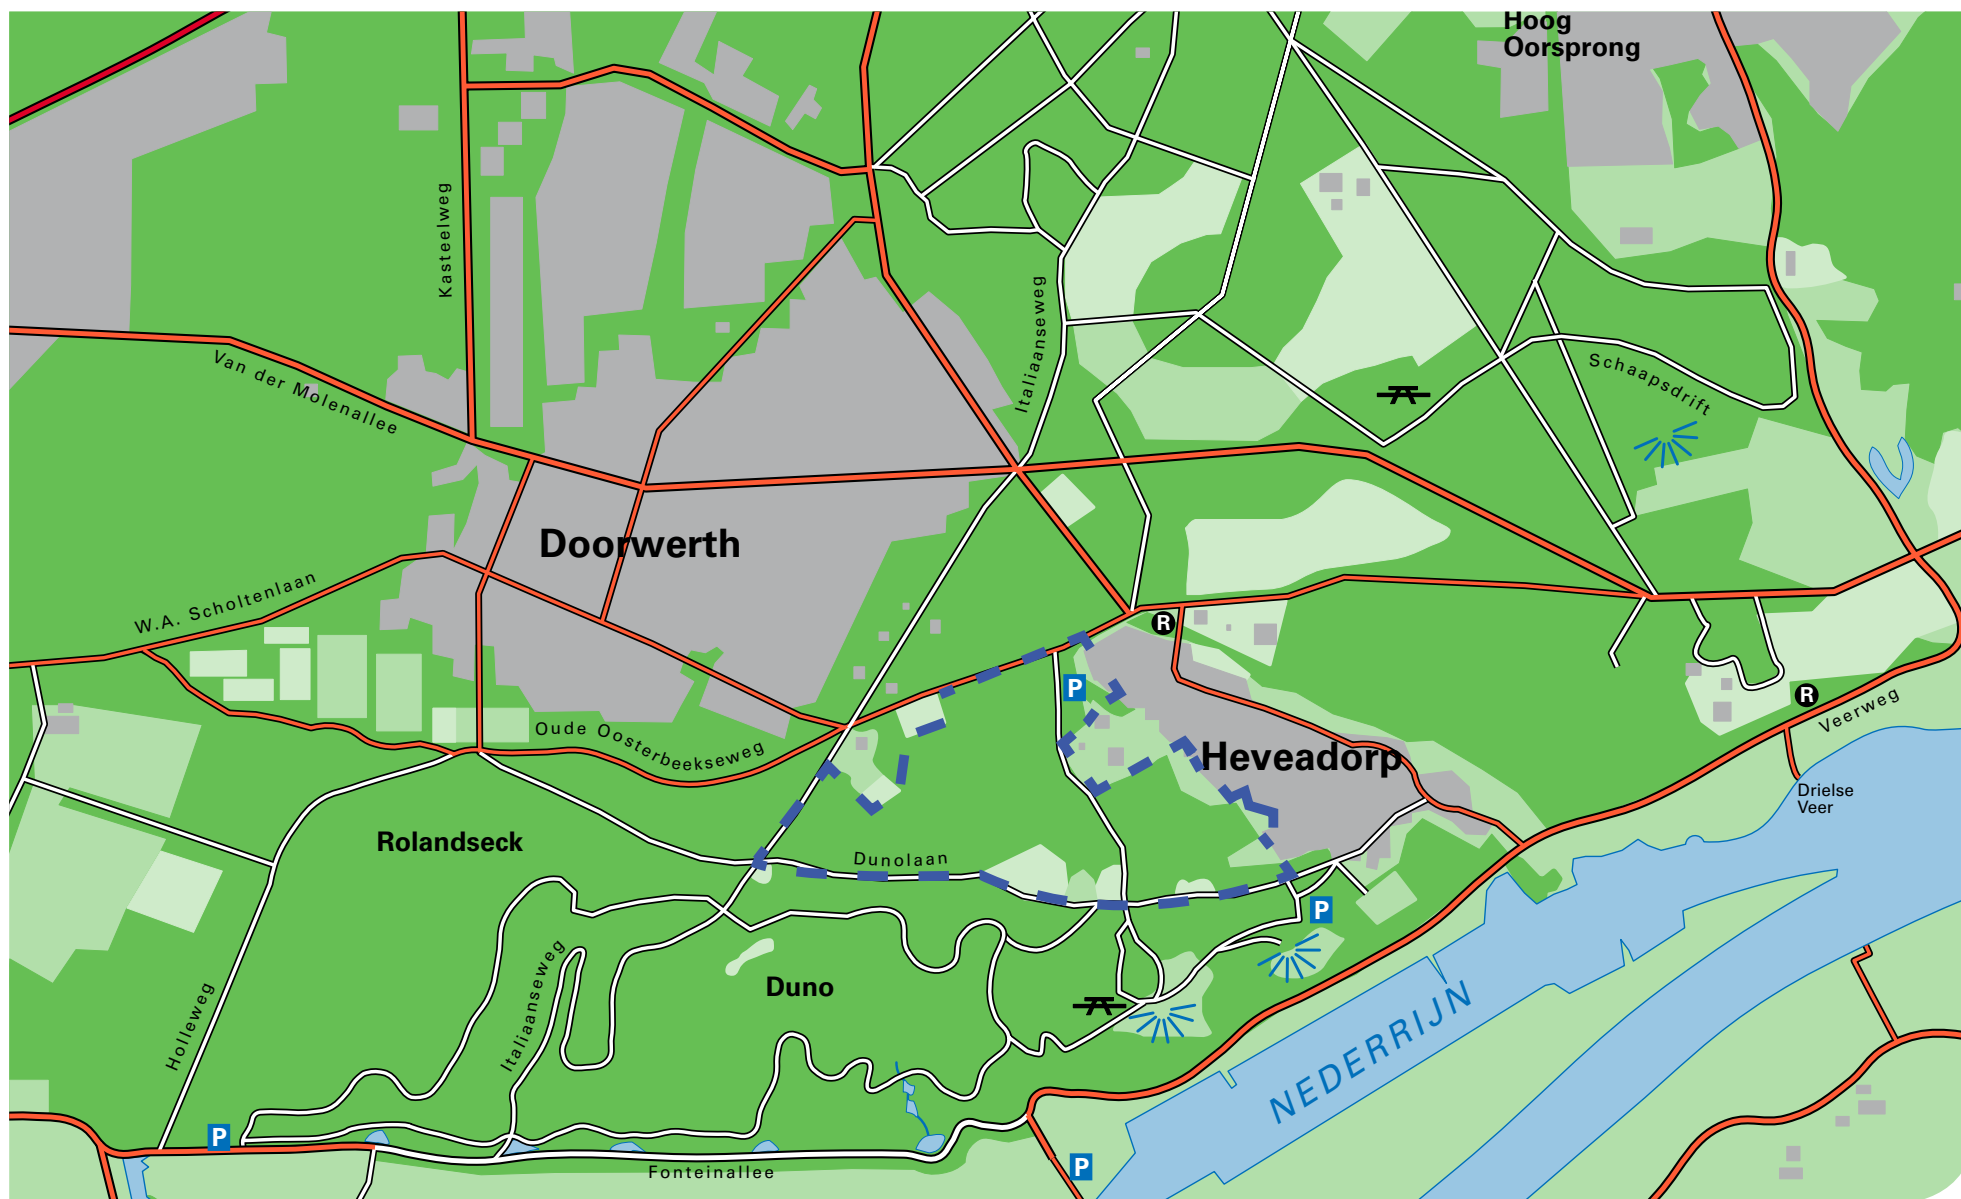 Hoog
Oorsprong
Kasteelweg
Italiaanseweg
Van der Molenallee
Schaapsdrift
Doorwerth
W.A. Scholtenlaan
R
P
R
Veerweg
Oude Oosterbeekseweg
Heveadorp
Drielse
Veer
Rolandseck
Dunolaan
P
Italiaanseweg
Duno
Holleweg
NEDERRIJN
P
P
Fonteinallee